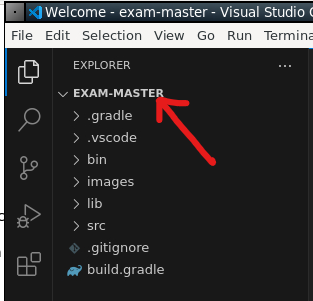 Welcome - exam-master - Visual Studio
File Edit Selection View Go Run Termina
EXPLORER
EXAM-MASTER
.gradle
.vscode
bin
images
lib
src
.gitignore
build.gradle